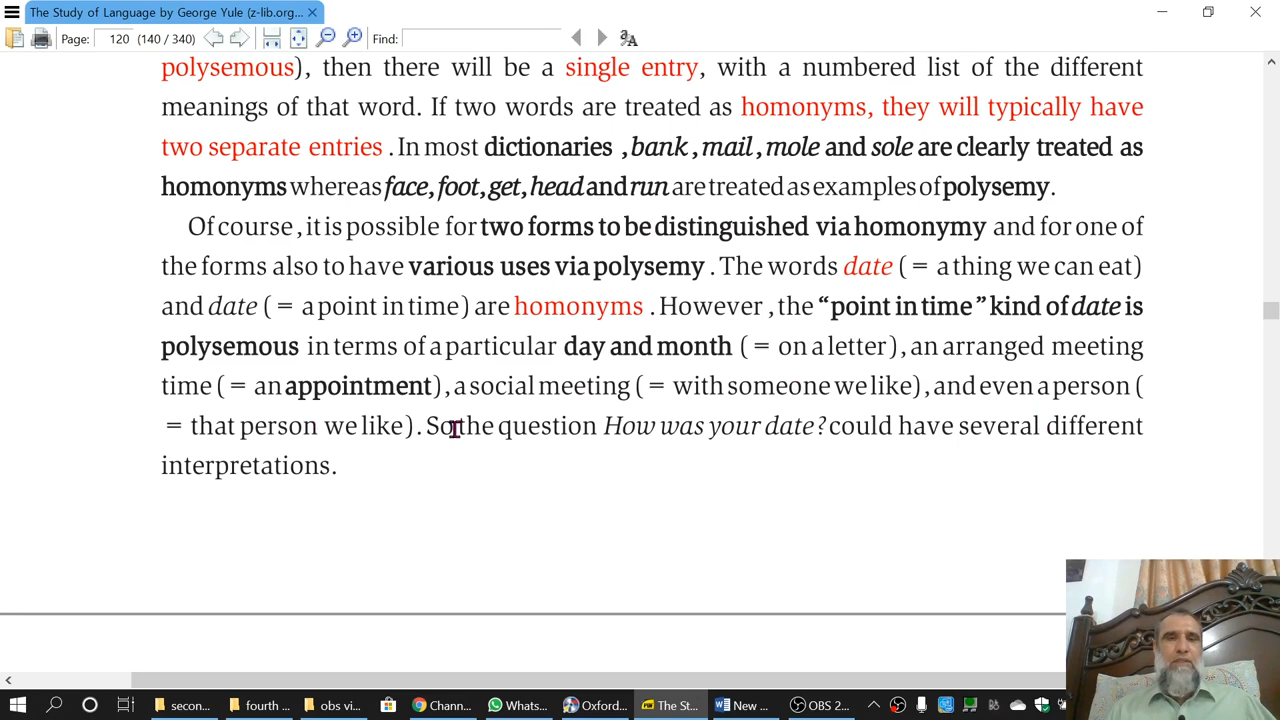 The Study of Language by George Yule (z-lib.org... ×
Page: 120 (140 / 340) Find:
polysemous), then there will be a single entry, with a numbered list of the different
meanings of that word. If two words are treated as homonyms, they will typically have
two separate entries . In most dictionaries , bank , mail , mole and sole are clearly treated as
homonyms whereas face, foot, get, head and run are treated as examples of polysemy.
Of course , it is possible for two forms to be distinguished via homonymy and for one of
the forms also to have various uses via polysemy . The words date ( = a thing we can eat)
and date ( = a point in time) are homonyms . However , the “point in time” kind of date is
polysemous in terms of a particular day and month ( = on a letter), an arranged meeting
time ( = an appointment), a social meeting ( = with someone we like), and even a person (
= that person we like). So the question How was your date? could have several different
interpretations.
secon... fourth ... obs vi... Chann... Whats... Oxford... The St... New ... OBS 2...